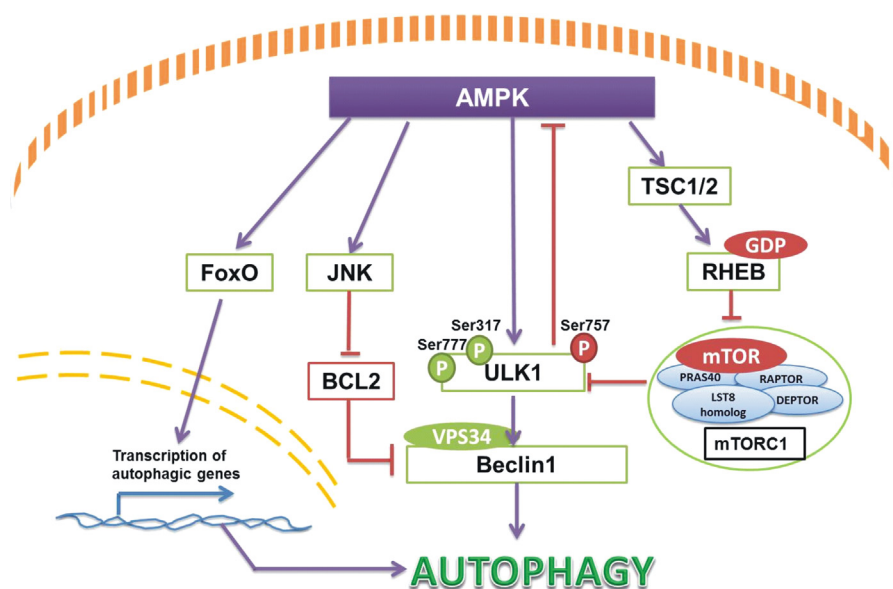 AMPK
TSC1/2
GDP
FoxO
JNK
RHEB
Ser317
Ser757
Ser777
P
P
P
mTOR
BCL2
ULK1
PRAS40
RAPTOR
LST8
homolog
DEPTOR
VPS34
mTORC1
Transcription of
autophagic genes
Beclin1
AUTOPHAGY